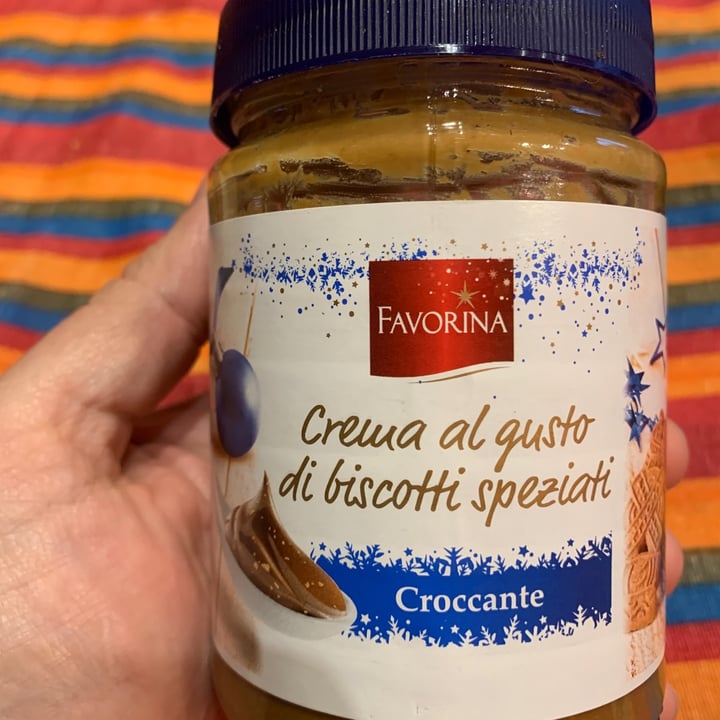 FAVORINA
Crema al gusto
di biscotti speziati
Croccante